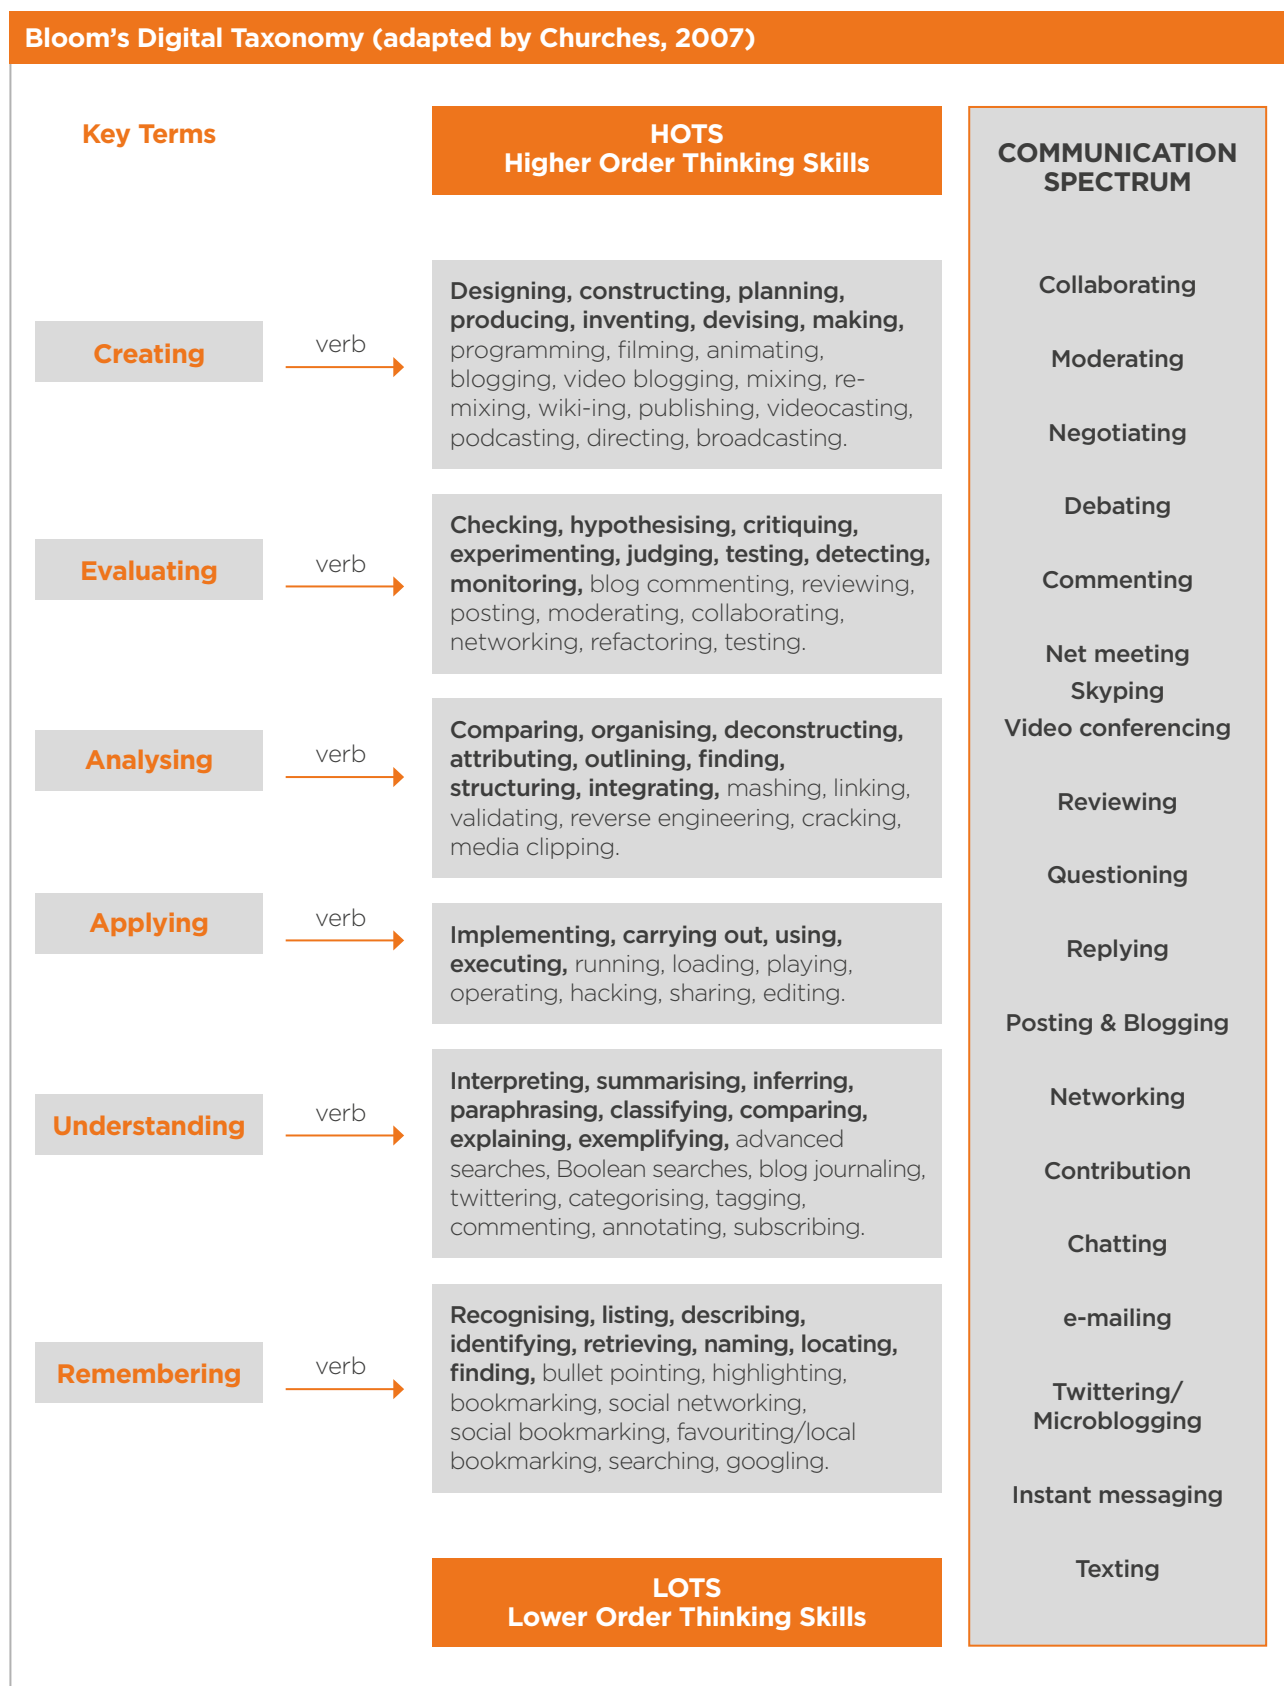 Bloom’s Digital Taxonomy (adapted by Churches, 2007)
Key Terms
HOTS
Higher Order Thinking Skills
Creating
verb
Designing, constructing, planning,
producing, inventing, devising, making,
programming, filming, animating,
blogging, video blogging, mixing, re-
mixing, wiki-ing, publishing, videocasting,
podcasting, directing, broadcasting.
Evaluating
verb
Checking, hypothesising, critiquing,
experimenting, judging, testing, detecting,
monitoring, blog commenting, reviewing,
posting, moderating, collaborating,
networking, refactoring, testing.
Analysing
verb
Comparing, organising, deconstructing,
attributing, outlining, finding,
structuring, integrating, mashing, linking,
validating, reverse engineering, cracking,
media clipping.
Applying
verb
Implementing, carrying out, using,
executing, running, loading, playing,
operating, hacking, sharing, editing.
Understanding
verb
Interpreting, summarising, inferring,
paraphrasing, classifying, comparing,
explaining, exemplifying, advanced
searches, Boolean searches, blog journaling,
twittering, categorising, tagging,
commenting, annotating, subscribing.
Remembering
verb
Recognising, listing, describing,
identifying, retrieving, naming, locating,
finding, bullet pointing, highlighting,
bookmarking, social networking,
social bookmarking, favouriting/local
bookmarking, searching, googling.
LOTS
Lower Order Thinking Skills
COMMUNICATION
SPECTRUM
Collaborating
Moderating
Negotiating
Debating
Commenting
Net meeting
Skyping
Video conferencing
Reviewing
Questioning
Replying
Posting & Blogging
Networking
Contribution
Chatting
e-mailing
Twittering/
Microblogging
Instant messaging
Texting